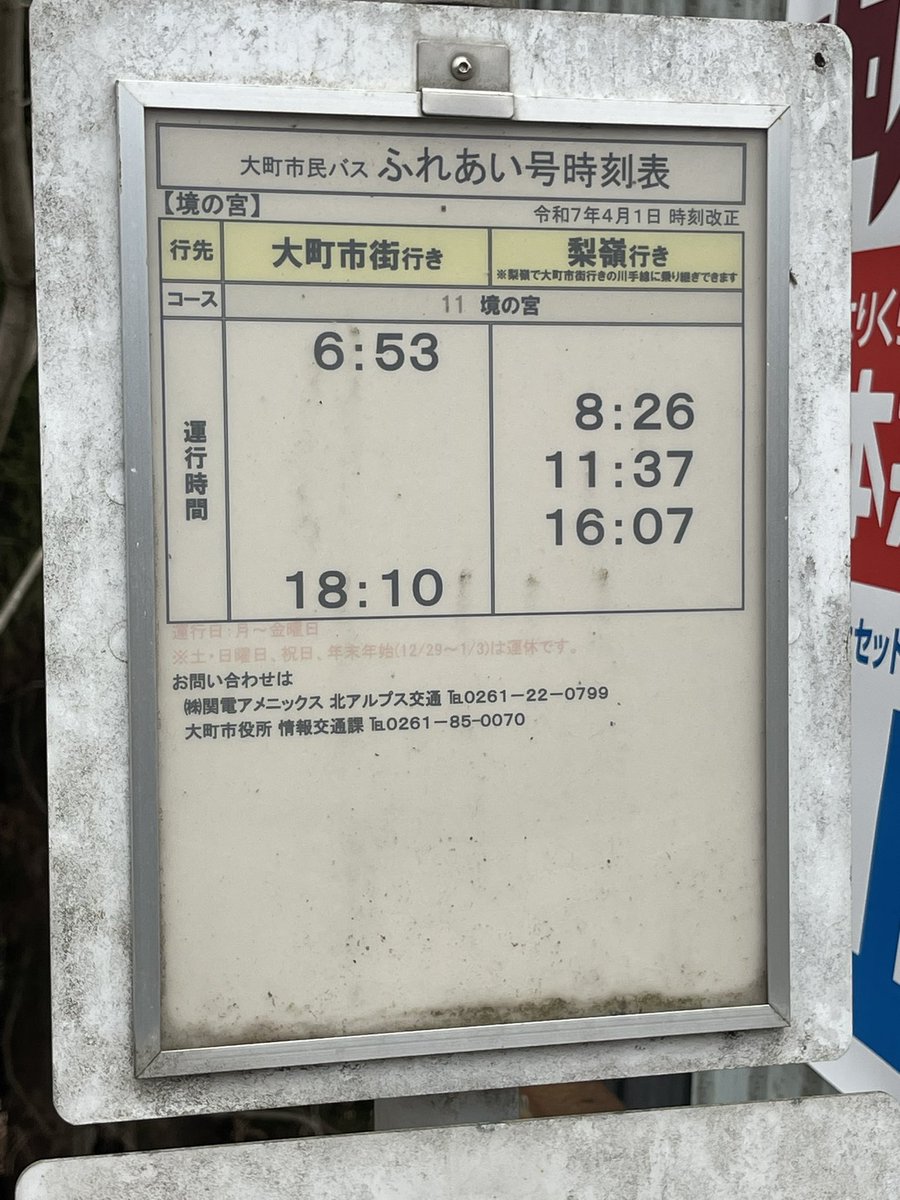 大町市民バス ふれあい号時刻表
【境の宮】
令和7年4月1日 時刻改正
行先 大町市街行き 梨嶺行き
※梨嶺で大町市街行きの川手線に乗り継ぎできます
コース 11 境の宮
運行時間
6:53
8:26
11:37
16:07
18:10
運行日:月〜金曜日
※土・日曜日、祝日、年末年始(12/29〜1/3)は運休です。
お問い合わせは
㈱関電アメニックス 北アルプス交通 ℡0261−22−0799
大町市役所 情報交通課 ℡0261−85−0070
セット